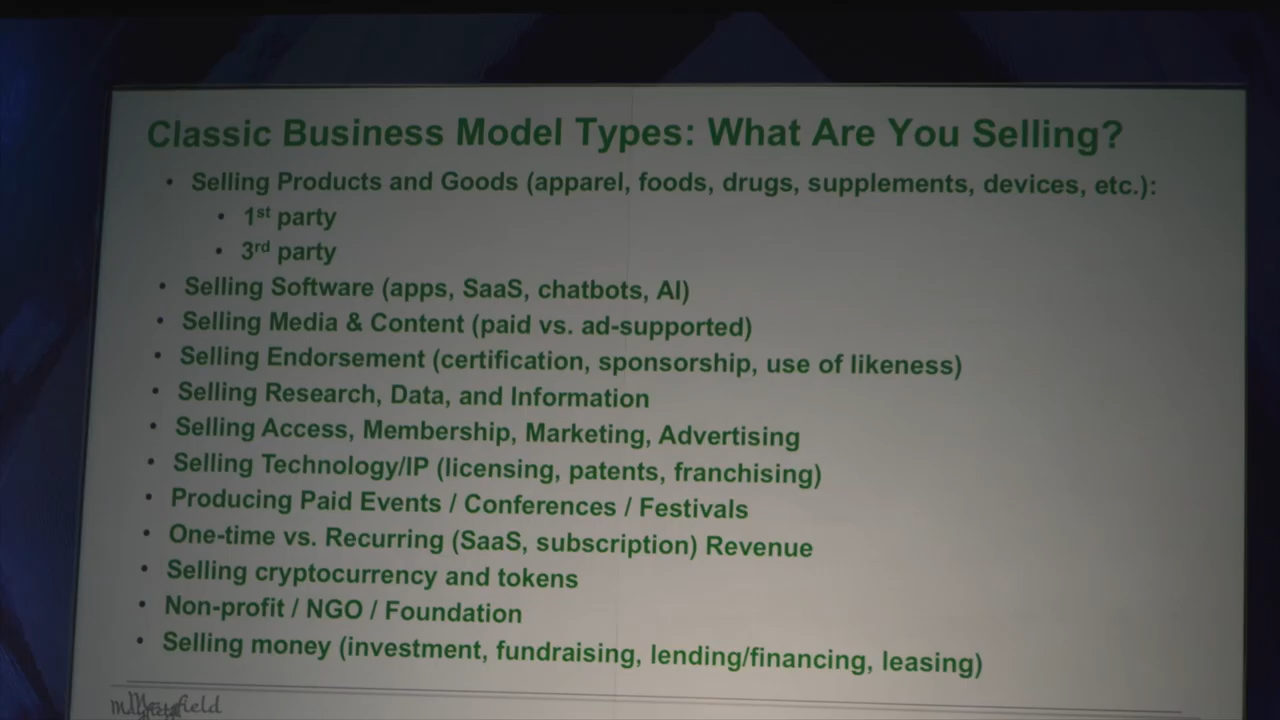 Classic Business Model Types: What Are You Selling?
• Selling Products and Goods (apparel, foods, drugs, supplements, devices, etc.):
• 1st party
• 3rd party
• Selling Software (apps, SaaS, chatbots, AI)
• Selling Media & Content (paid vs. ad-supported)
• Selling Endorsement (certification, sponsorship, use of likeness)
• Selling Research, Data, and Information
• Selling Access, Membership, Marketing, Advertising
• Selling Technology/IP (licensing, patents, franchising)
• Producing Paid Events / Conferences / Festivals
• One-time vs. Recurring (SaaS, subscription) Revenue
• Selling cryptocurrency and tokens
• Non-profit / NGO / Foundation
• Selling money (investment, fundraising, lending/financing, leasing)